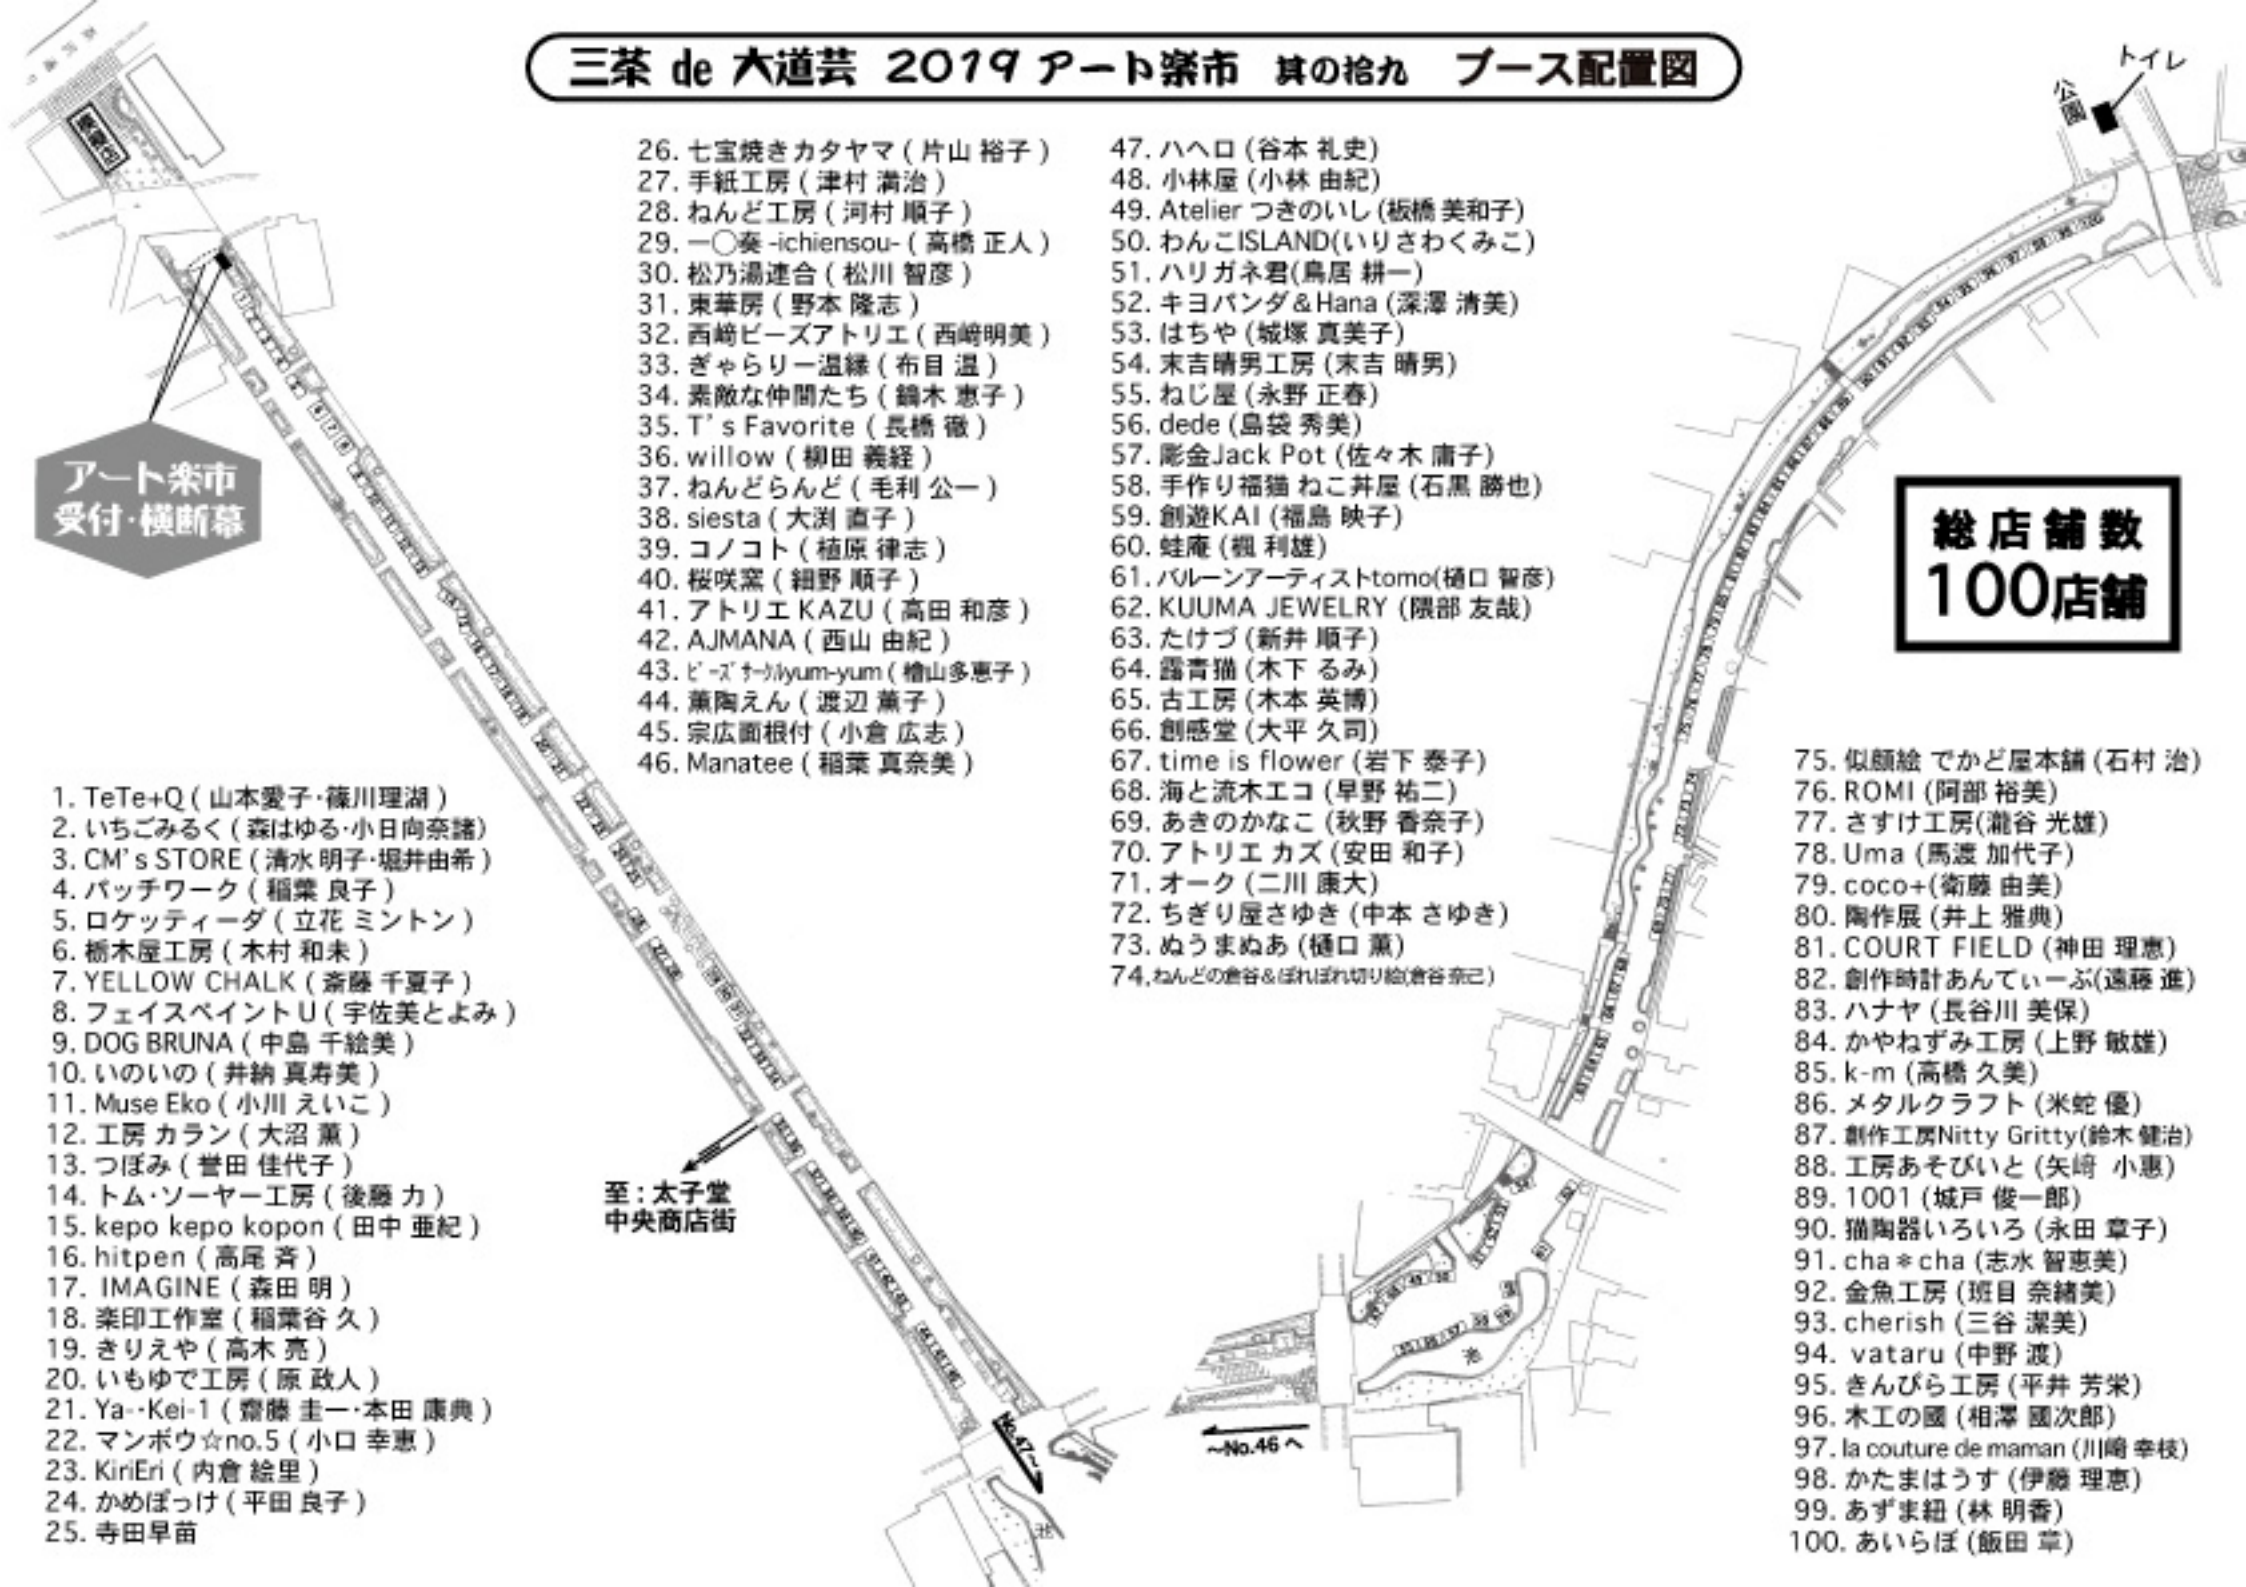 三茶 de 大道芸 2019 アート楽市 其の拾九 ブース配置図
トイレ
公園
アート楽市
受付・横断幕
1. TeTe+Q ( 山本愛子・篠川理湖 )
2. いちごみるく ( 森はゆる・小日向奈諸)
3. CM's STORE ( 清水 明子・堀井由希 )
4. パッチワーク ( 稲葉 良子 )
5. ロケッティーダ ( 立花 ミントン )
6. 栃木屋工房 ( 木村 和未 )
7. YELLOW CHALK ( 斎藤 千夏子 )
8. フェイスペイント U ( 宇佐美とよみ )
9. DOG BRUNA ( 中島 千絵美 )
10. いのいの ( 井納 真寿美 )
11. Muse Eko ( 小川 えいこ )
12. 工房 カラン ( 大沼 薫 )
13. つぼみ ( 誉田 佳代子 )
14. トム・ソーヤー工房 ( 後藤 力 )
15. kepo kepo kopon ( 田中 亜紀 )
16. hitpen ( 高尾 斉 )
17. IMAGINE ( 森田 明 )
18. 楽印工作室 ( 稲葉谷 久 )
19. きりえや ( 高木 亮 )
20. いもゆで工房 ( 原 政人 )
21. Ya-･Kei-1 ( 齋藤 圭一・本田 康典 )
22. マンボウ☆no.5 ( 小口 幸恵 )
23. KiriEri ( 内倉 絵里 )
24. かめぽっけ ( 平田 良子 )
25. 寺田早苗
26. 七宝焼きカタヤマ ( 片山 裕子 )
27. 手紙工房 ( 津村 満治 )
28. ねんど工房 ( 河村 順子 )
29. 一〇奏 -ichiensou- ( 高橋 正人 )
30. 松乃湯連合 ( 松川 智彦 )
31. 東華房 ( 野本 隆志 )
32. 西﨑ビーズアトリエ ( 西﨑明美 )
33. ぎゃらりー温縁 ( 布目 温 )
34. 素敵な仲間たち ( 鏑木 恵子 )
35. T's Favorite ( 長橋 徹 )
36. willow ( 柳田 義経 )
37. ねんどらんど ( 毛利 公一 )
38. siesta ( 大渕 直子 )
39. コノコト ( 植原 律志 )
40. 桜咲窯 ( 細野 順子 )
41. アトリエ KAZU ( 高田 和彦 )
42. AJMANA ( 西山 由紀 )
43. ﾋﾞｰｽﾞｻｰｸﾙyum-yum ( 檜山多恵子 )
44. 薫陶えん ( 渡辺 薫子 )
45. 宗広面根付 ( 小倉 広志 )
46. Manatee ( 稲葉 真奈美 )
47. ハヘロ (谷本 礼史)
48. 小林屋 (小林 由紀)
49. Atelier つきのいし (板橋 美和子)
50. わんこISLAND(いりさわくみこ)
51. ハリガネ君(鳥居 耕一)
52. キヨパンダ＆Hana (深澤 清美)
53. はちや (城塚 真美子)
54. 末吉晴男工房 (末吉 晴男)
55. ねじ屋 (永野 正春)
56. dede (島袋 秀美)
57. 彫金Jack Pot (佐々木 庸子)
58. 手作り福猫 ねこ丼屋 (石黒 勝也)
59. 創遊KAI (福島 映子)
60. 蛙庵 (楓 利雄)
61. バルーンアーティストtomo(樋口 智彦)
62. KUUMA JEWELRY (隈部 友哉)
63. たけづ (新井 順子)
64. 露青猫 (木下 るみ)
65. 古工房 (木本 英博)
66. 創感堂 (大平 久司)
67. time is flower (岩下 泰子)
68. 海と流木エコ (早野 祐二)
69. あきのかなこ (秋野 香奈子)
70. アトリエ カズ (安田 和子)
71. オーク (二川 康大)
72. ちぎり屋さゆき (中本 さゆき)
73. ぬうまぬあ (樋口 薫)
74. ねんどの倉谷＆ぽれぽれ切り絵(倉谷 奈己)
総店舗数
100店舗
75. 似顔絵 でかど屋本舗 (石村 治)
76. ROMI (阿部 裕美)
77. さすけ工房(瀧谷 光雄)
78. Uma (馬渡 加代子)
79. coco+(衛藤 由美)
80. 陶作展 (井上 雅典)
81. COURT FIELD (神田 理恵)
82. 創作時計あんてぃーぶ(遠藤 進)
83. ハナヤ (長谷川 美保)
84. かやねずみ工房 (上野 敏雄)
85. k-m (高橋 久美)
86. メタルクラフト (米蛇 優)
87. 創作工房Nitty Gritty(鈴木 健治)
88. 工房あそびいと (矢﨑 小惠)
89. 1001 (城戸 俊一郎)
90. 猫陶器いろいろ (永田 章子)
91. cha＊cha (志水 智恵美)
92. 金魚工房 (班目 奈緒美)
93. cherish (三谷 潔美)
94. vataru (中野 渡)
95. きんぴら工房 (平井 芳栄)
96. 木工の國 (相澤 國次郎)
97. la couture de maman (川﨑 幸枝)
98. かたまはうす (伊藤 理恵)
99. あずま紐 (林 明香)
100. あいらぼ (飯田 章)
至：太子堂
中央商店街
No.47～
～No.46 へ
池
池